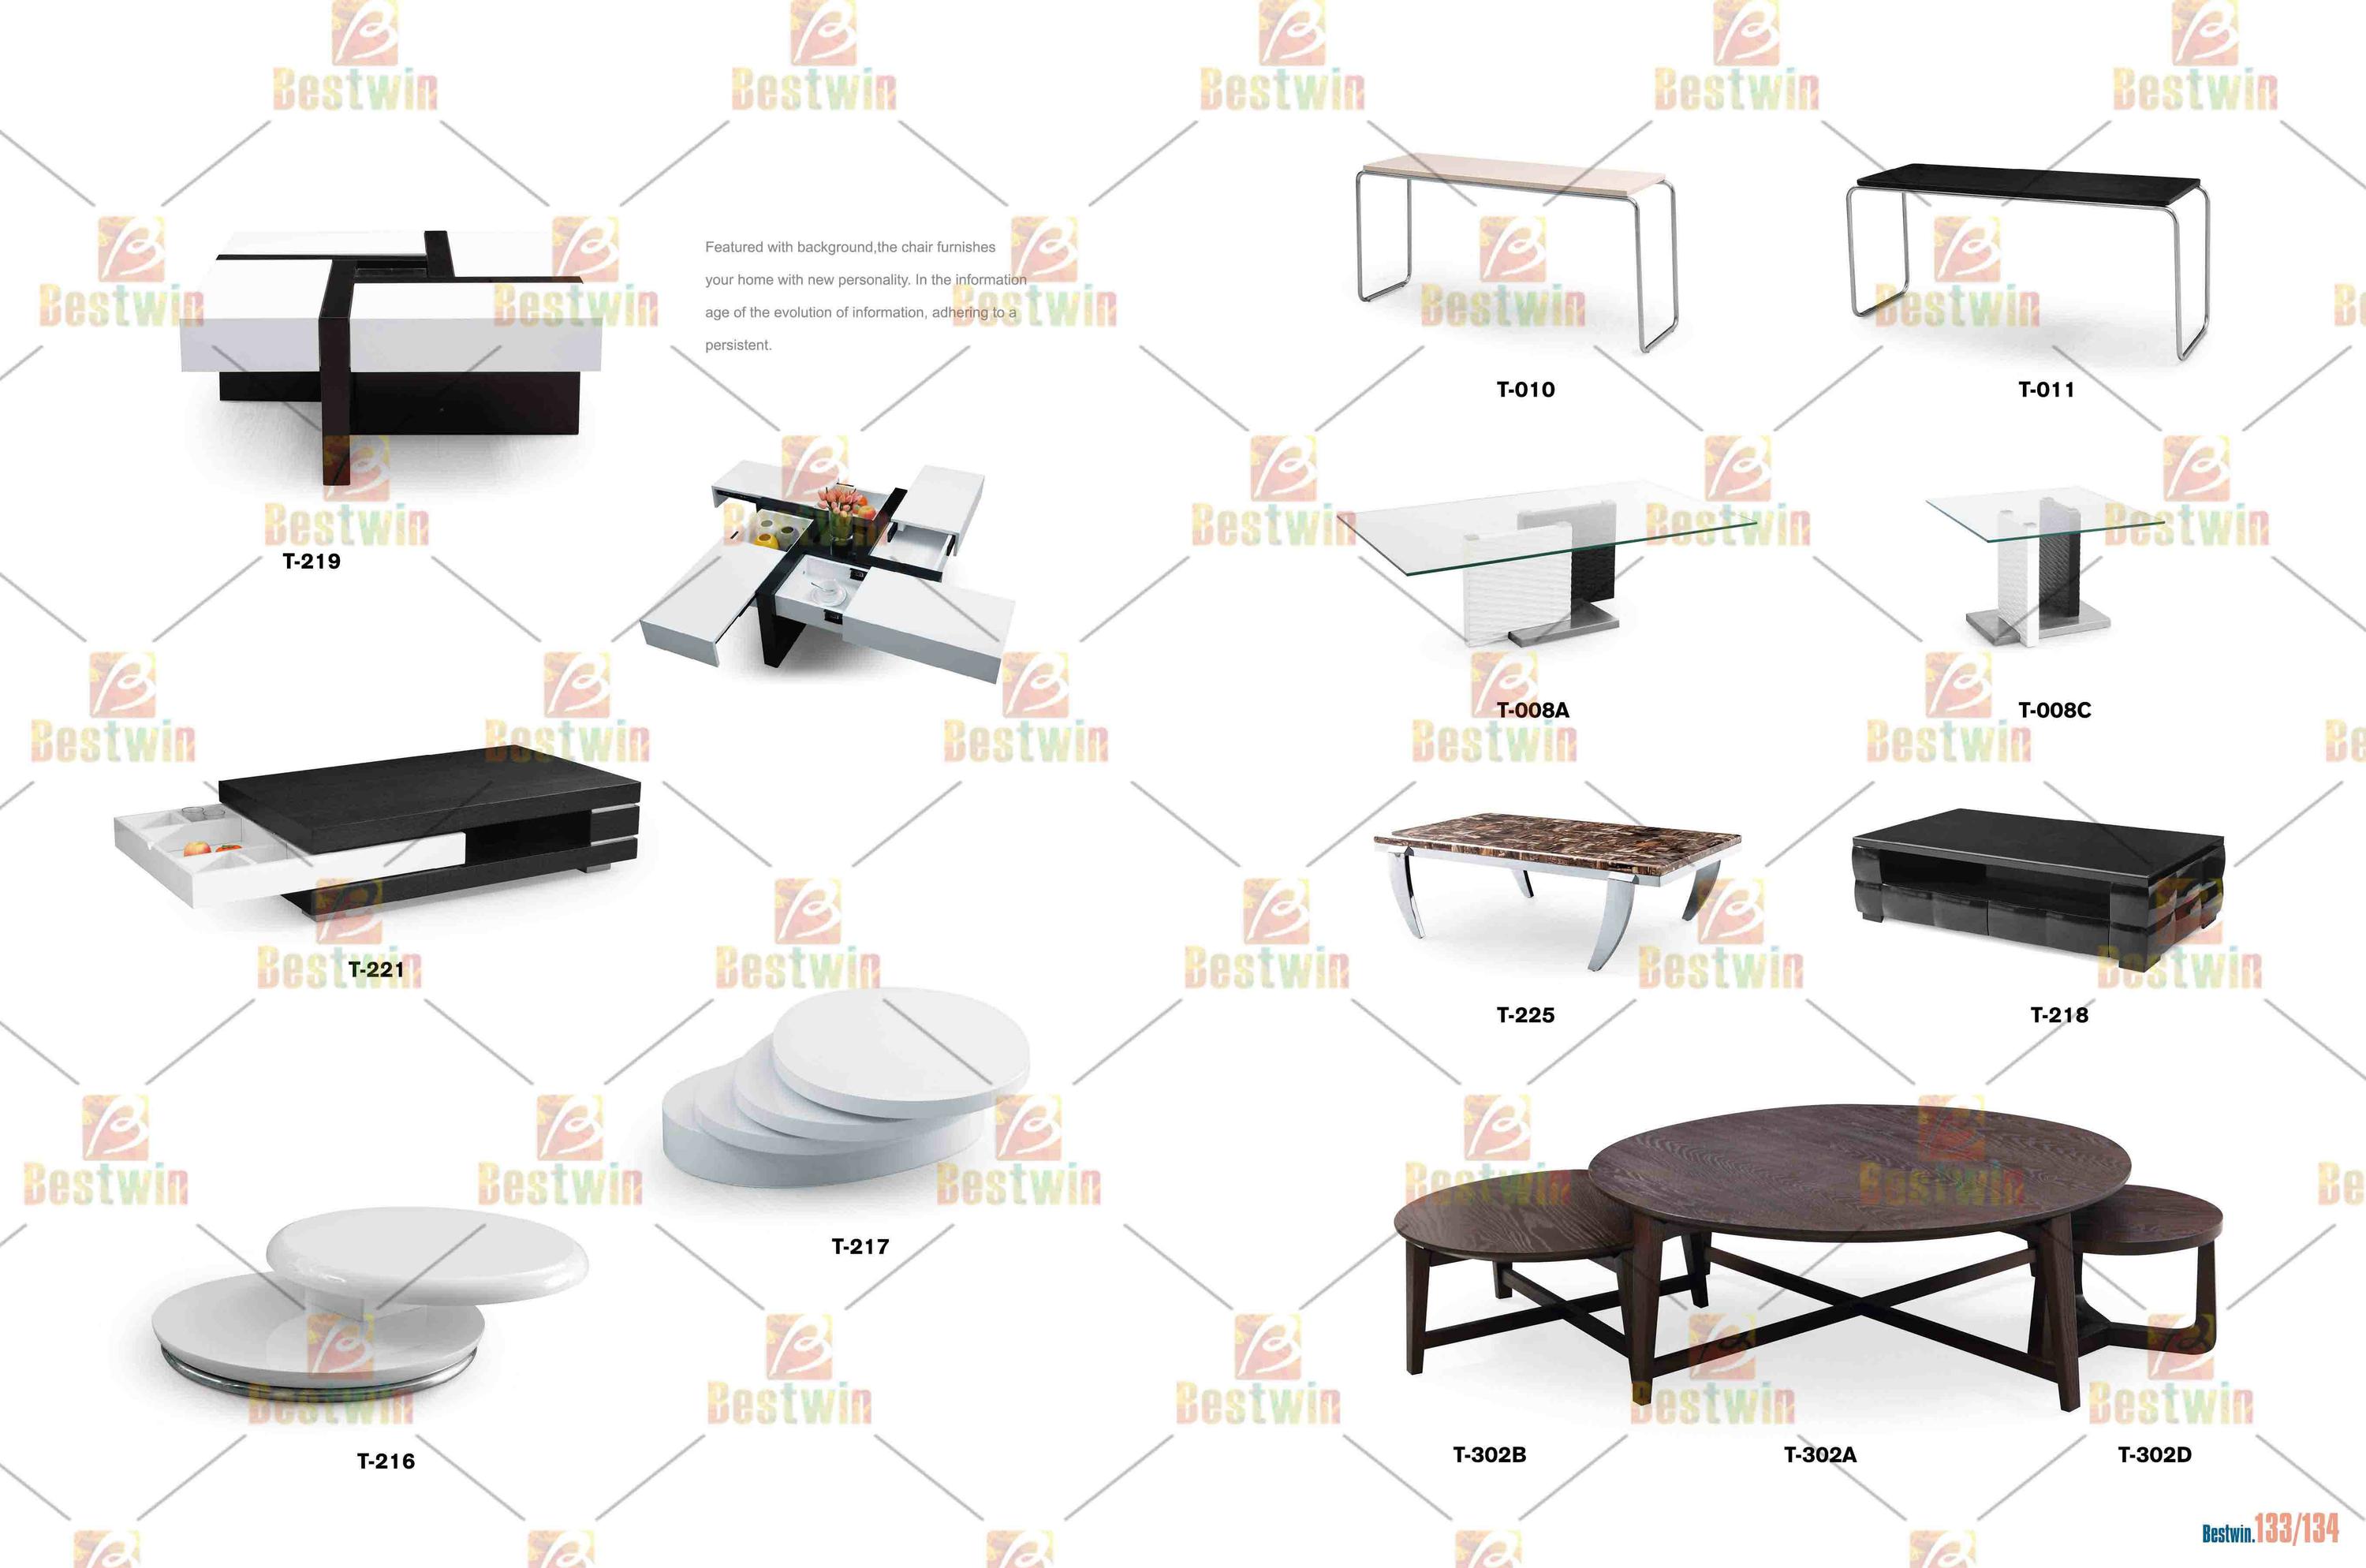 Featured with background,the chair furnishes
your home with new personality. In the information
age of the evolution of information, adhering to a
persistent.
T-219
T-221
T-217
T-216
T-010
T-011
T-008A
T-008C
T-225
T-218
T-302B
T-302A
T-302D
Bestwin.133/134
Bestwin